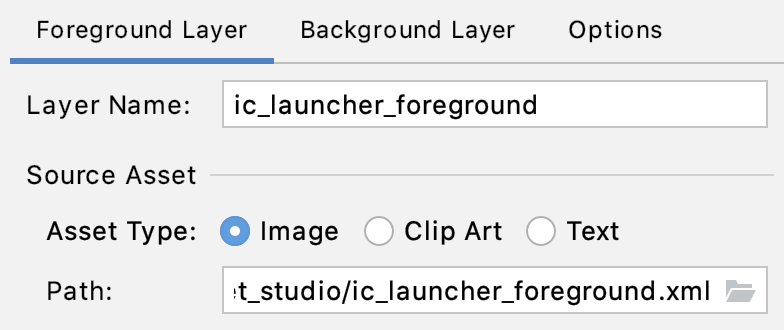 Foreground Layer Background Layer Options
Layer Name: ic_launcher_foreground
Source Asset
Asset Type: Image Clip Art Text
Path: t_studio/ic_launcher_foreground.xml